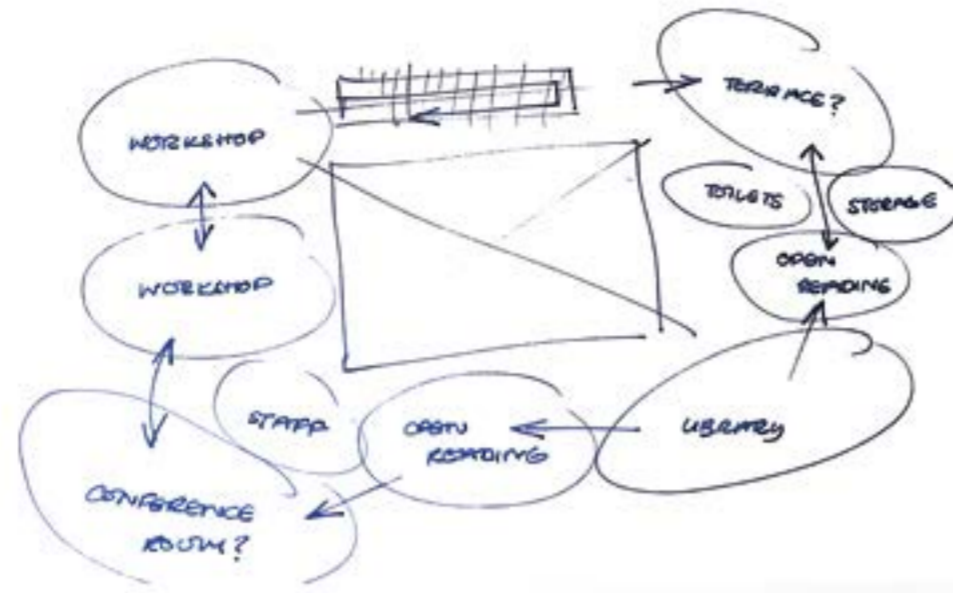 TERRACE?
WORKSHOP
TOILETS
STORAGE
OPEN
READING
WORKSHOP
STAFF
OPEN
READING
LIBRARY
CONFERENCE
ROOM?